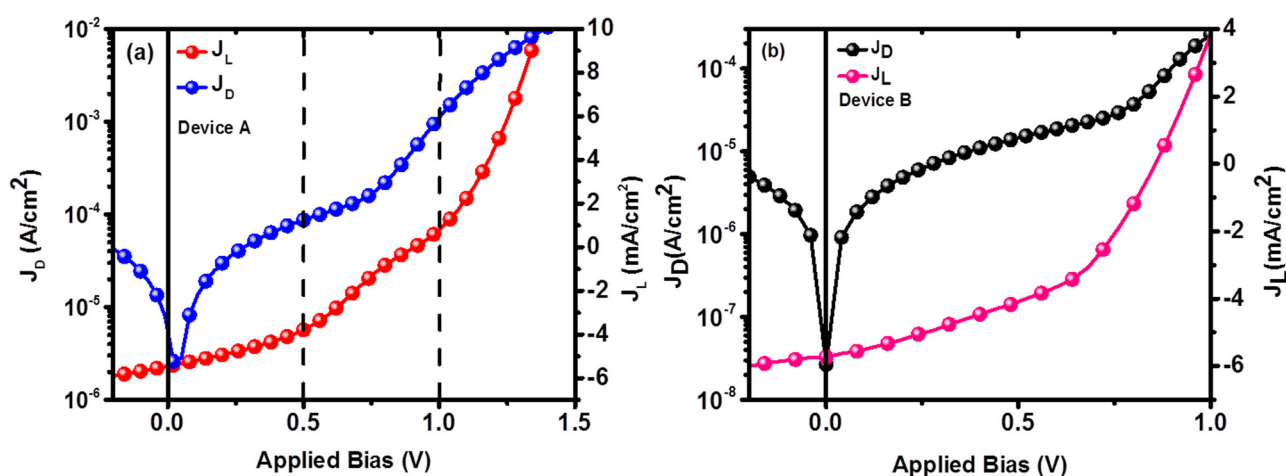 (a)
J_L
J_D
Device A
10^-2
10^-3
10^-4
10^-5
10^-6
J_D (A/cm^2)
10
8
6
4
2
0
-2
-4
-6
J_L (mA/cm^2)
0.0 0.5 1.0 1.5
Applied Bias (V)
(b)
J_D
J_L
Device B
10^-4
10^-5
10^-6
10^-7
10^-8
J_D(A/cm^2)
4
2
0
-2
-4
-6
J_L(mA/cm^2)
0.0 0.5 1.0
Applied Bias (V)